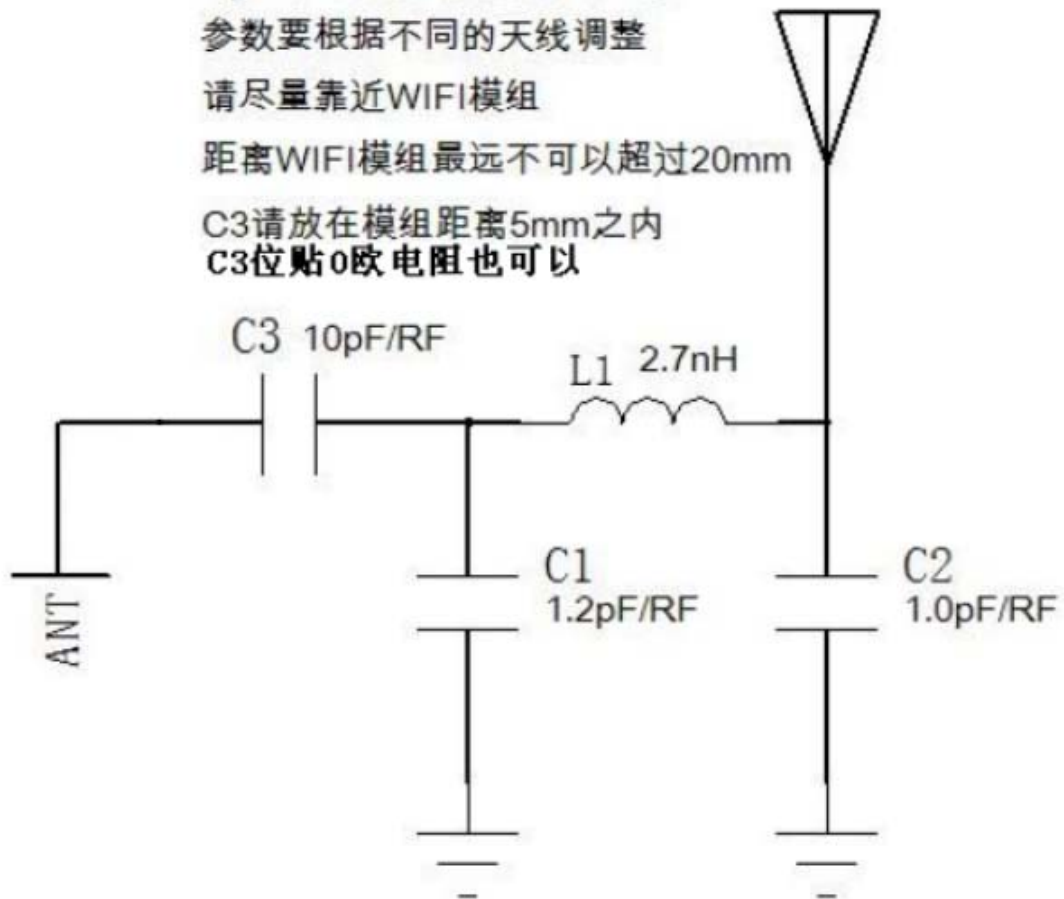 参数要根据不同的天线调整
请尽量靠近WIFI模组
距离WIFI模组最远不可以超过20mm
C3请放在模组距离5mm之内
C3位贴0欧电阻也可以
C3 10pF/RF
L1 2.7nH
C1
1.2pF/RF
C2
1.0pF/RF
ANT